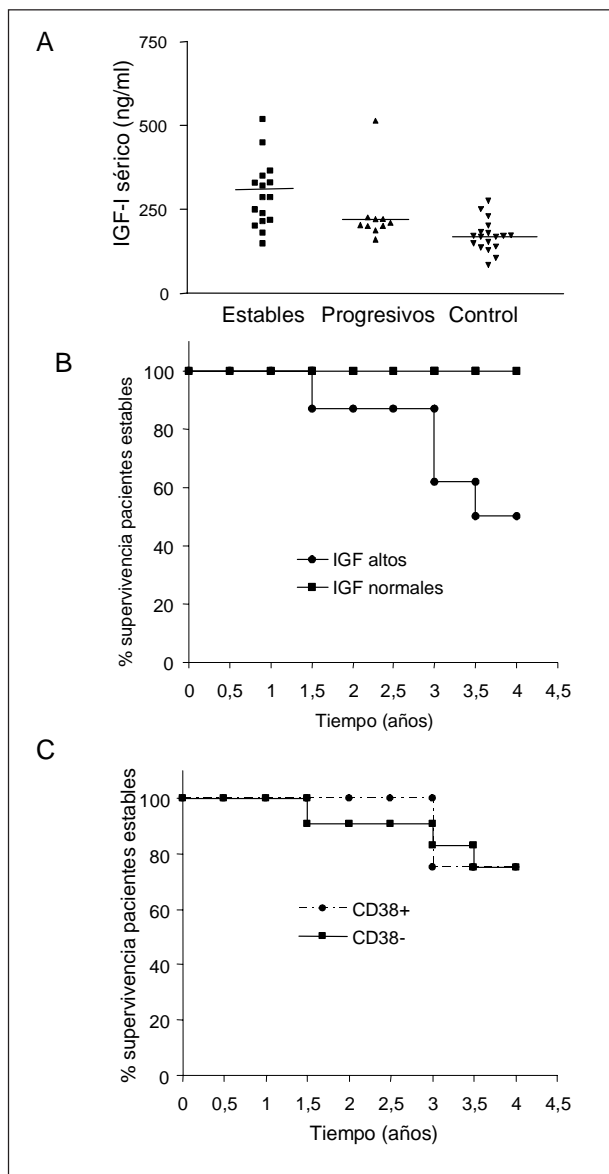 A
IGF-I sérico (ng/ml)
750
500
250
0
Estables Progresivos Control
B
% supervivencia pacientes estables
100
80
60
40
20
0
IGF altos
IGF normales
0 0,5 1 1,5 2 2,5 3 3,5 4 4,5
Tiempo (años)
C
% supervivencia pacientes estables
100
80
60
40
20
0
CD38+
CD38-
0 0,5 1 1,5 2 2,5 3 3,5 4 4,5
Tiempo (años)